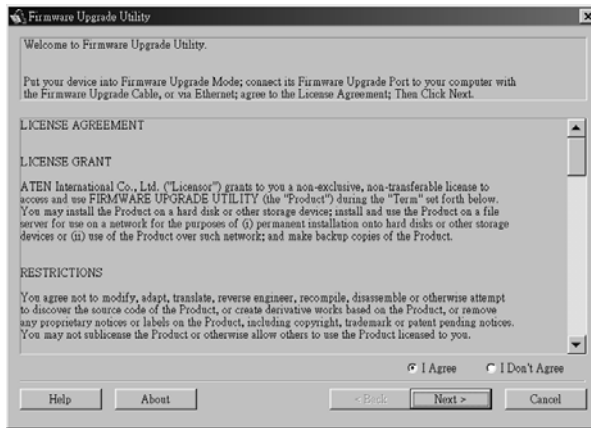 Firmware Upgrade Utility
Welcome to Firmware Upgrade Utility.
Put your device into Firmware Upgrade Mode; connect its Firmware Upgrade Port to your computer with
the Firmware Upgrade Cable, or via Ethernet; agree to the License Agreement; Then Click Next.
LICENSE AGREEMENT
LICENSE GRANT
ATEN International Co., Ltd. ("Licensor") grants to you a non-exclusive, non-transferable license to
access and use FIRMWARE UPGRADE UTILITY (the "Product") during the "Term" set forth below.
You may install the Product on a hard disk or other storage device; install and use the Product on a file
server for use on a network for the purposes of (i) permanent installation onto hard disks or other storage
devices or (ii) use of the Product over such network; and make backup copies of the Product.
RESTRICTIONS
You agree not to modify, adapt, translate, reverse engineer, recompile, disassemble or otherwise attempt
to discover the source code of the Product, or create derivative works based on the Product, or remove
any proprietary notices or labels on the Product, including copyright, trademark or patent pending notices.
You may not sublicense the Product or otherwise allow others to use the Product licensed to you.
I Agree I Don't Agree
Help About < Back Next > Cancel